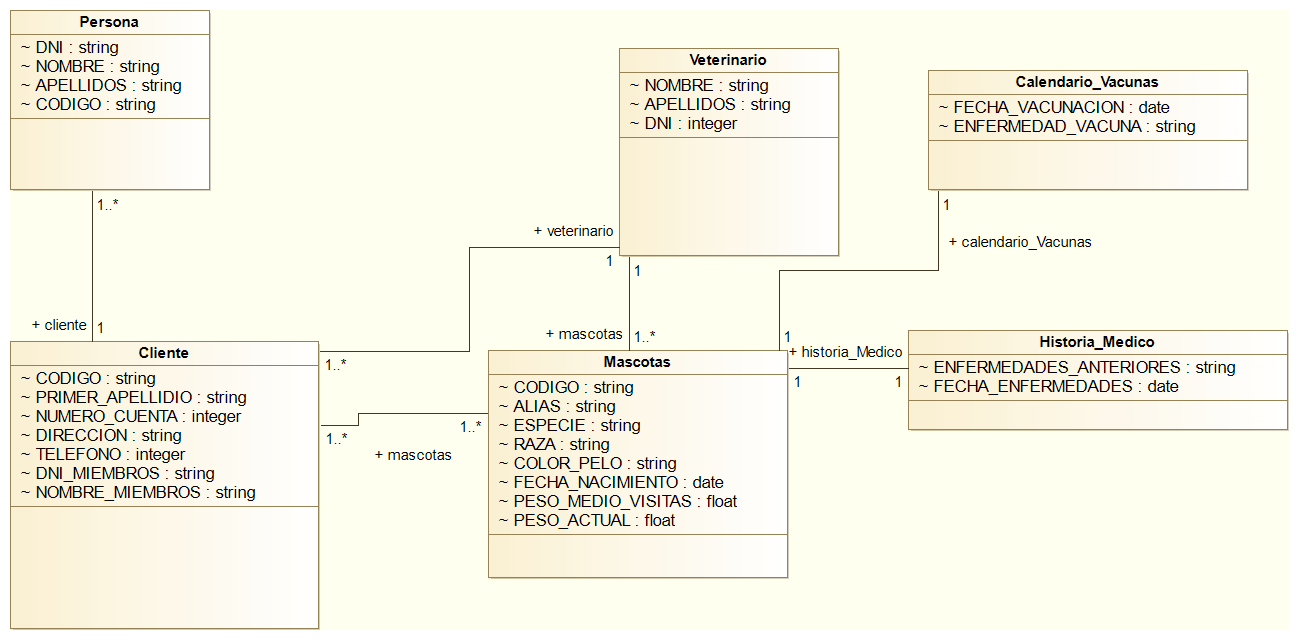 Persona
~ DNI : string
~ NOMBRE : string
~ APELLIDOS : string
~ CODIGO : string
1..*
+ cliente
1
Veterinario
~ NOMBRE : string
~ APELLIDOS : string
~ DNI : integer
+ veterinario
1
1
+ mascotas
1..*
Calendario_Vacunas
~ FECHA_VACUNACION : date
~ ENFERMEDAD_VACUNA : string
1
+ calendario_Vacunas
1
Cliente
~ CODIGO : string
~ PRIMER_APELLIDIO : string
~ NUMERO_CUENTA : integer
~ DIRECCION : string
~ TELEFONO : integer
~ DNI_MIEMBROS : string
~ NOMBRE_MIEMBROS : string
1..*
1..*
1..*
+ mascotas
Mascotas
~ CODIGO : string
~ ALIAS : string
~ ESPECIE : string
~ RAZA : string
~ COLOR_PELO : string
~ FECHA_NACIMIENTO : date
~ PESO_MEDIO_VISITAS : float
~ PESO_ACTUAL : float
+ historia_Medico
1
1
Historia_Medico
~ ENFERMEDADES_ANTERIORES : string
~ FECHA_ENFERMEDADES : date